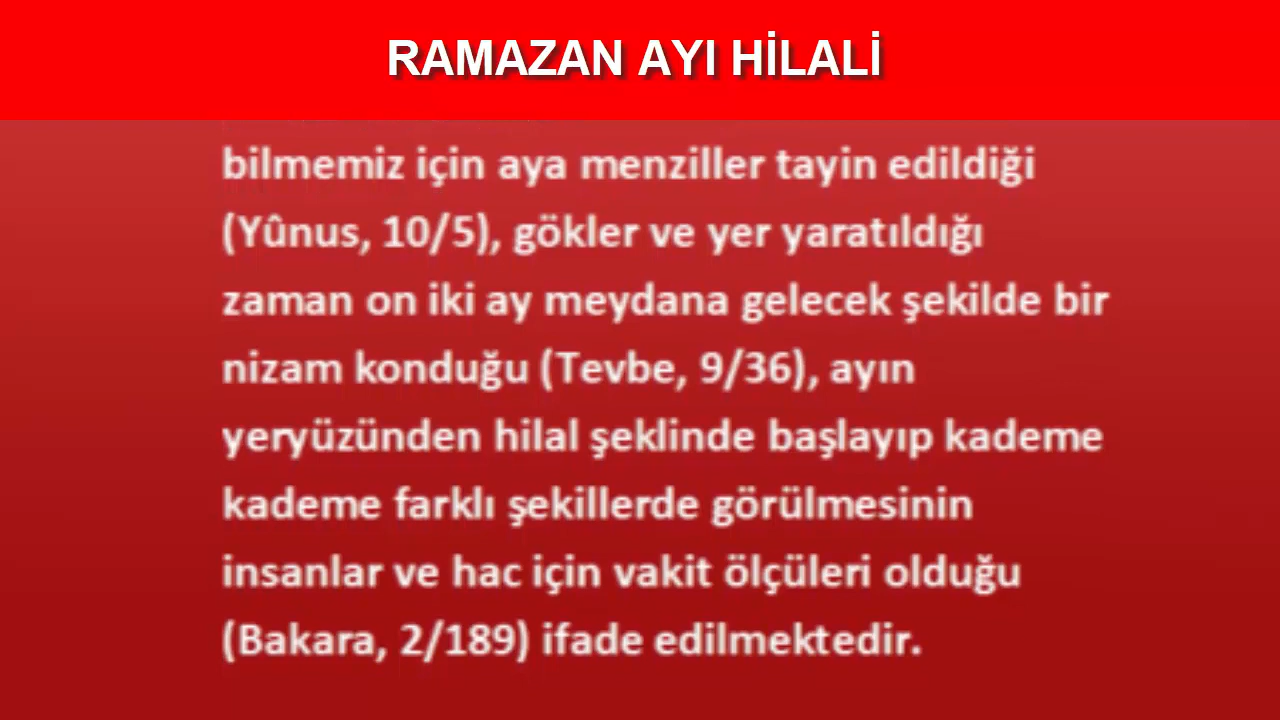 RAMAZAN AYI HİLALİ
bilmemiz için aya menziller tayin edildiği
(Yûnus, 10/5), gökler ve yer yaratıldığı
zaman on iki ay meydana gelecek şekilde bir
nizam konduğu (Tevbe, 9/36), ayın
yeryüzünden hilal şeklinde başlayıp kademe
kademe farklı şekillerde görülmesinin
insanlar ve hac için vakit ölçüleri olduğu
(Bakara, 2/189) ifade edilmektedir.